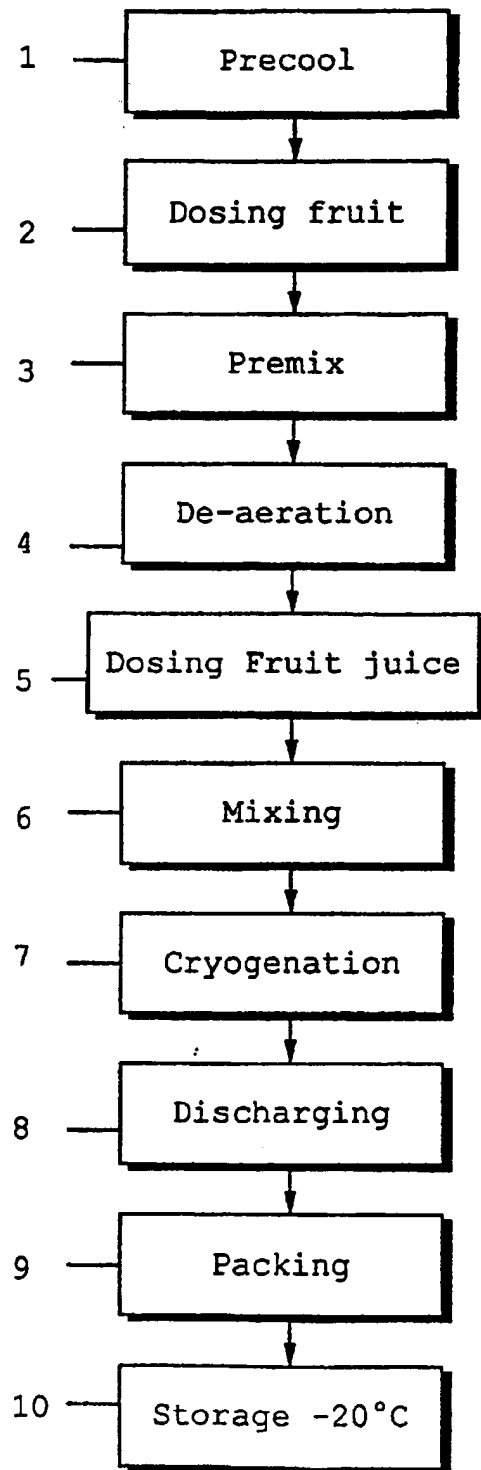 1 Precool
2 Dosing fruit
3 Premix
4 De-aeration
5 Dosing Fruit juice
6 Mixing
7 Cryogenation
8 Discharging
9 Packing
10 Storage -20°C